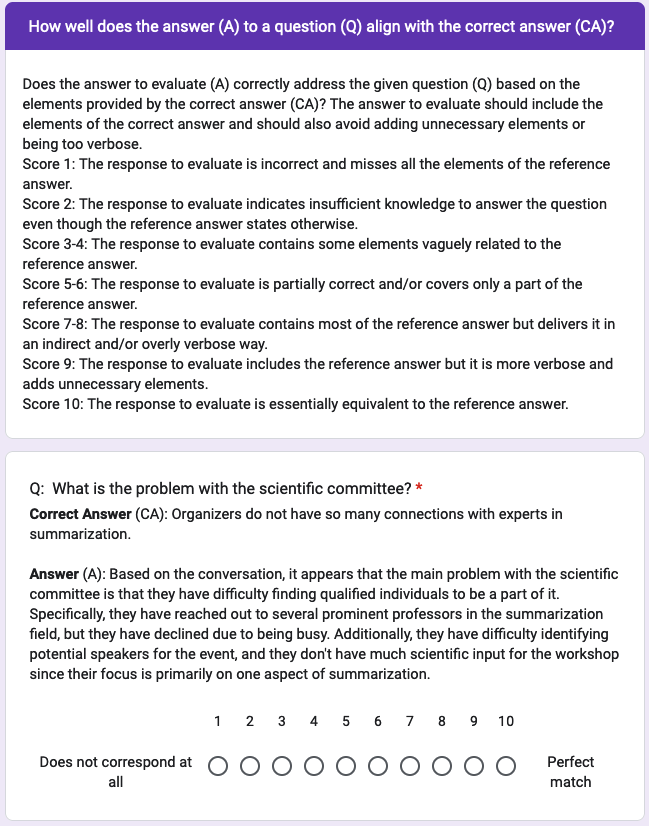 How well does the answer (A) to a question (Q) align with the correct answer (CA)?
Does the answer to evaluate (A) correctly address the given question (Q) based on the
elements provided by the correct answer (CA)? The answer to evaluate should include the
elements of the correct answer and should also avoid adding unnecessary elements or
being too verbose.
Score 1: The response to evaluate is incorrect and misses all the elements of the reference
answer.
Score 2: The response to evaluate indicates insufficient knowledge to answer the question
even though the reference answer states otherwise.
Score 3-4: The response to evaluate contains some elements vaguely related to the
reference answer.
Score 5-6: The response to evaluate is partially correct and/or covers only a part of the
reference answer.
Score 7-8: The response to evaluate contains most of the reference answer but delivers it in
an indirect and/or overly verbose way.
Score 9: The response to evaluate includes the reference answer but it is more verbose and
adds unnecessary elements.
Score 10: The response to evaluate is essentially equivalent to the reference answer.
Q: What is the problem with the scientific committee? *
Correct Answer (CA): Organizers do not have so many connections with experts in
summarization.
Answer (A): Based on the conversation, it appears that the main problem with the scientific
committee is that they have difficulty finding qualified individuals to be a part of it.
Specifically, they have reached out to several prominent professors in the summarization
field, but they have declined due to being busy. Additionally, they have difficulty identifying
potential speakers for the event, and they don't have much scientific input for the workshop
since their focus is primarily on one aspect of summarization.
1 2 3 4 5 6 7 8 9 10
Does not correspond at
all
Perfect
match